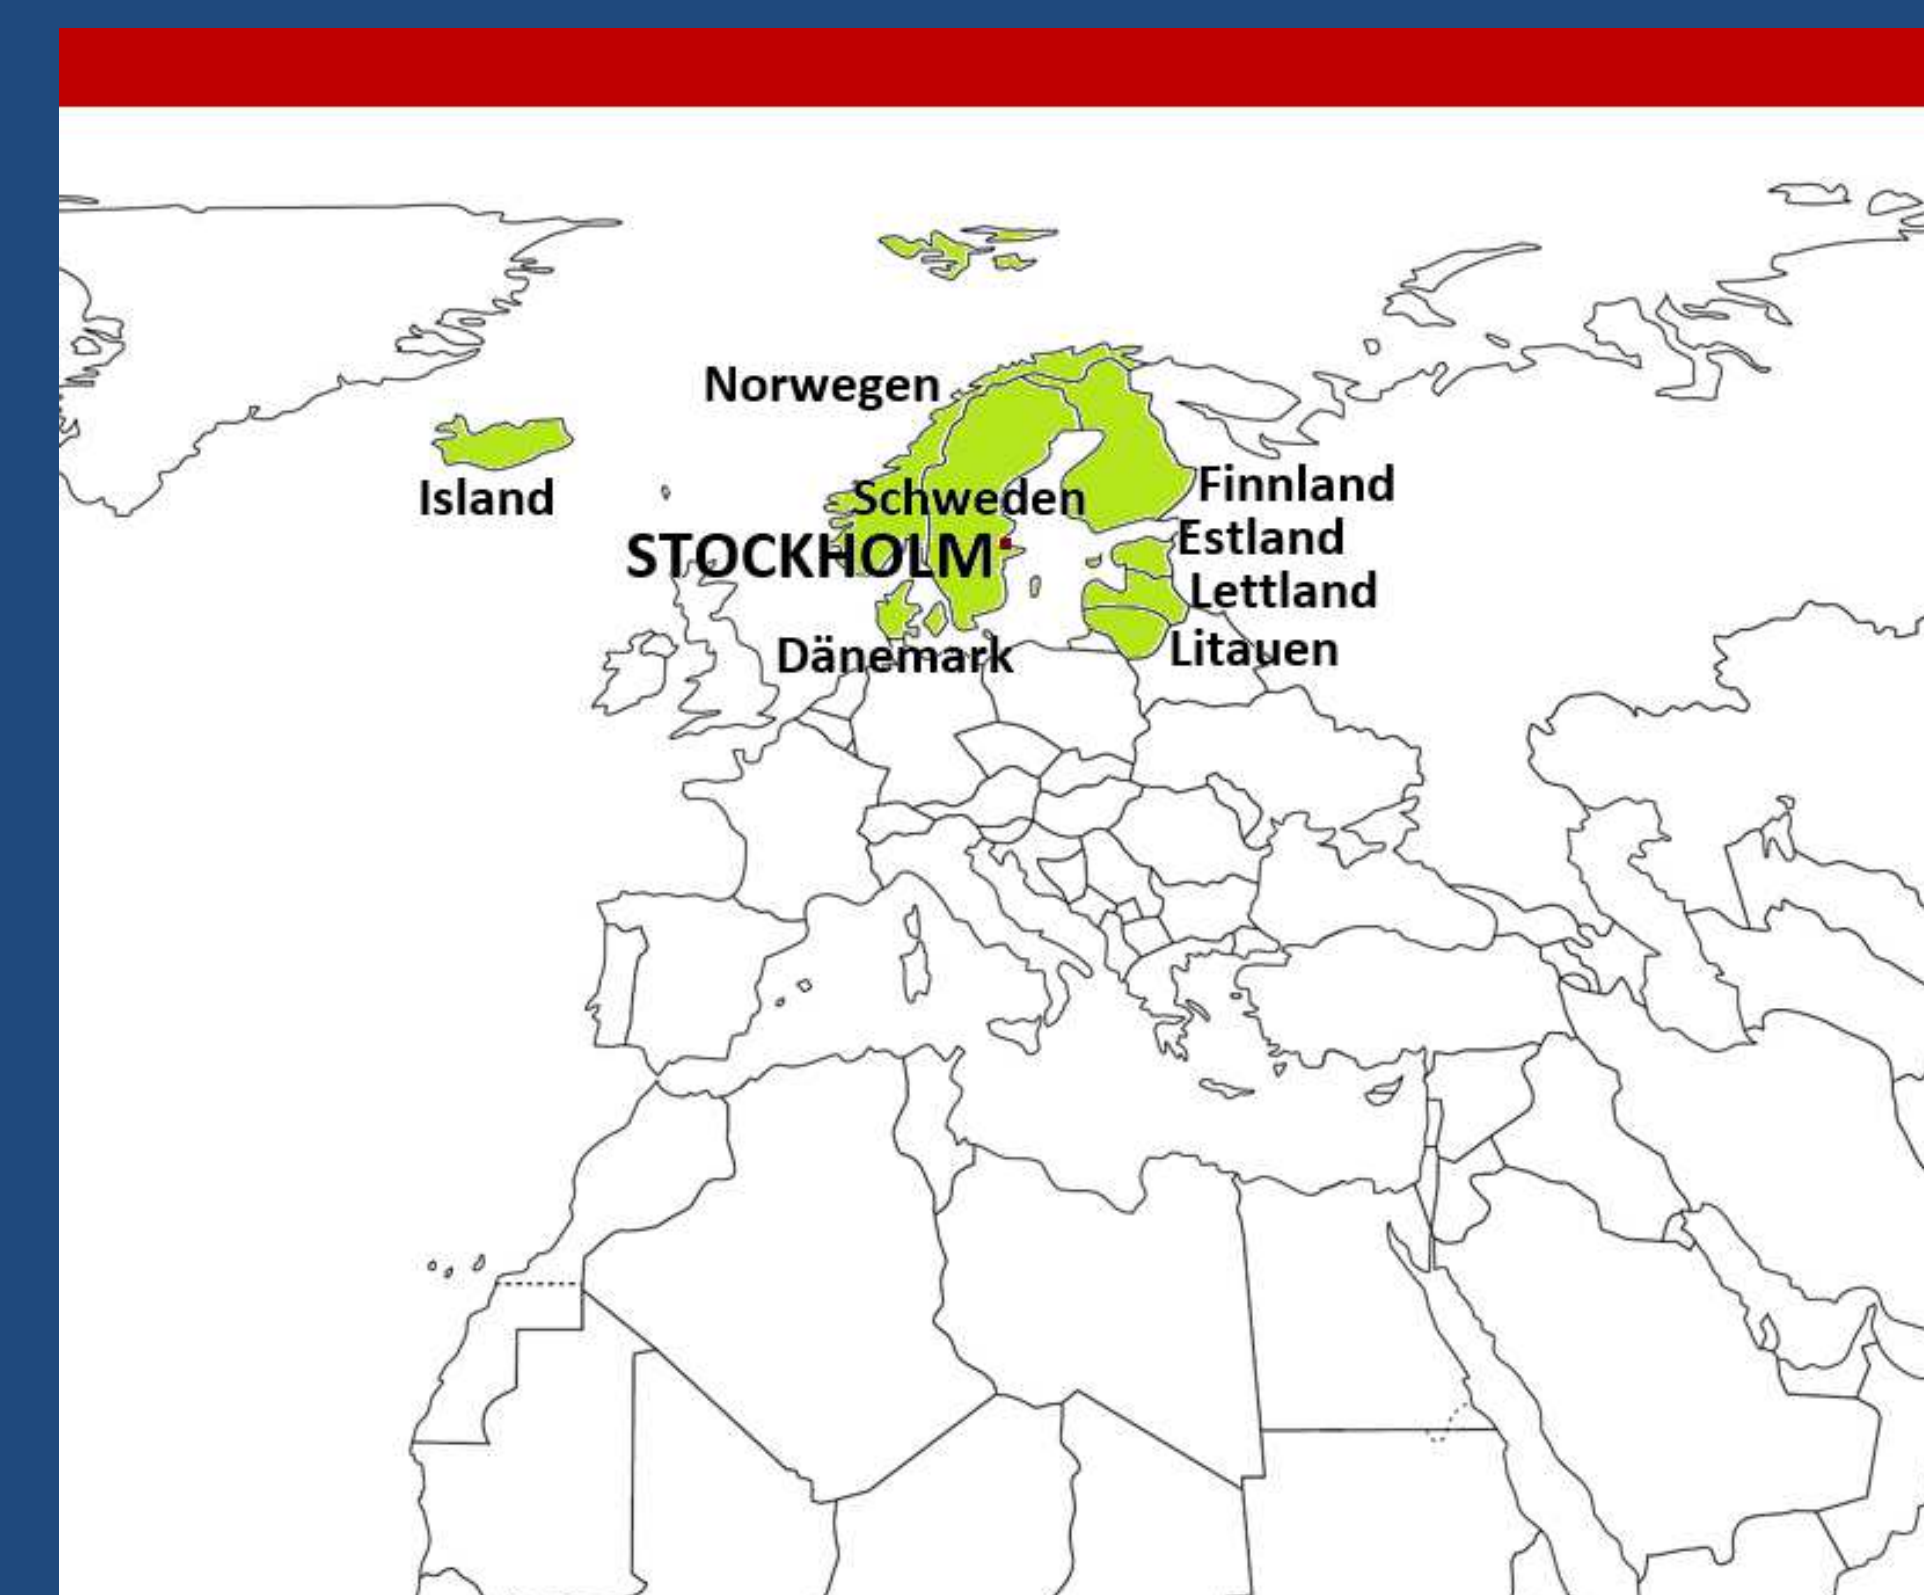 Norwegen
Island
Schweden
Finnland
STOCKHOLM
Estland
Lettland
Dänemark
Litauen